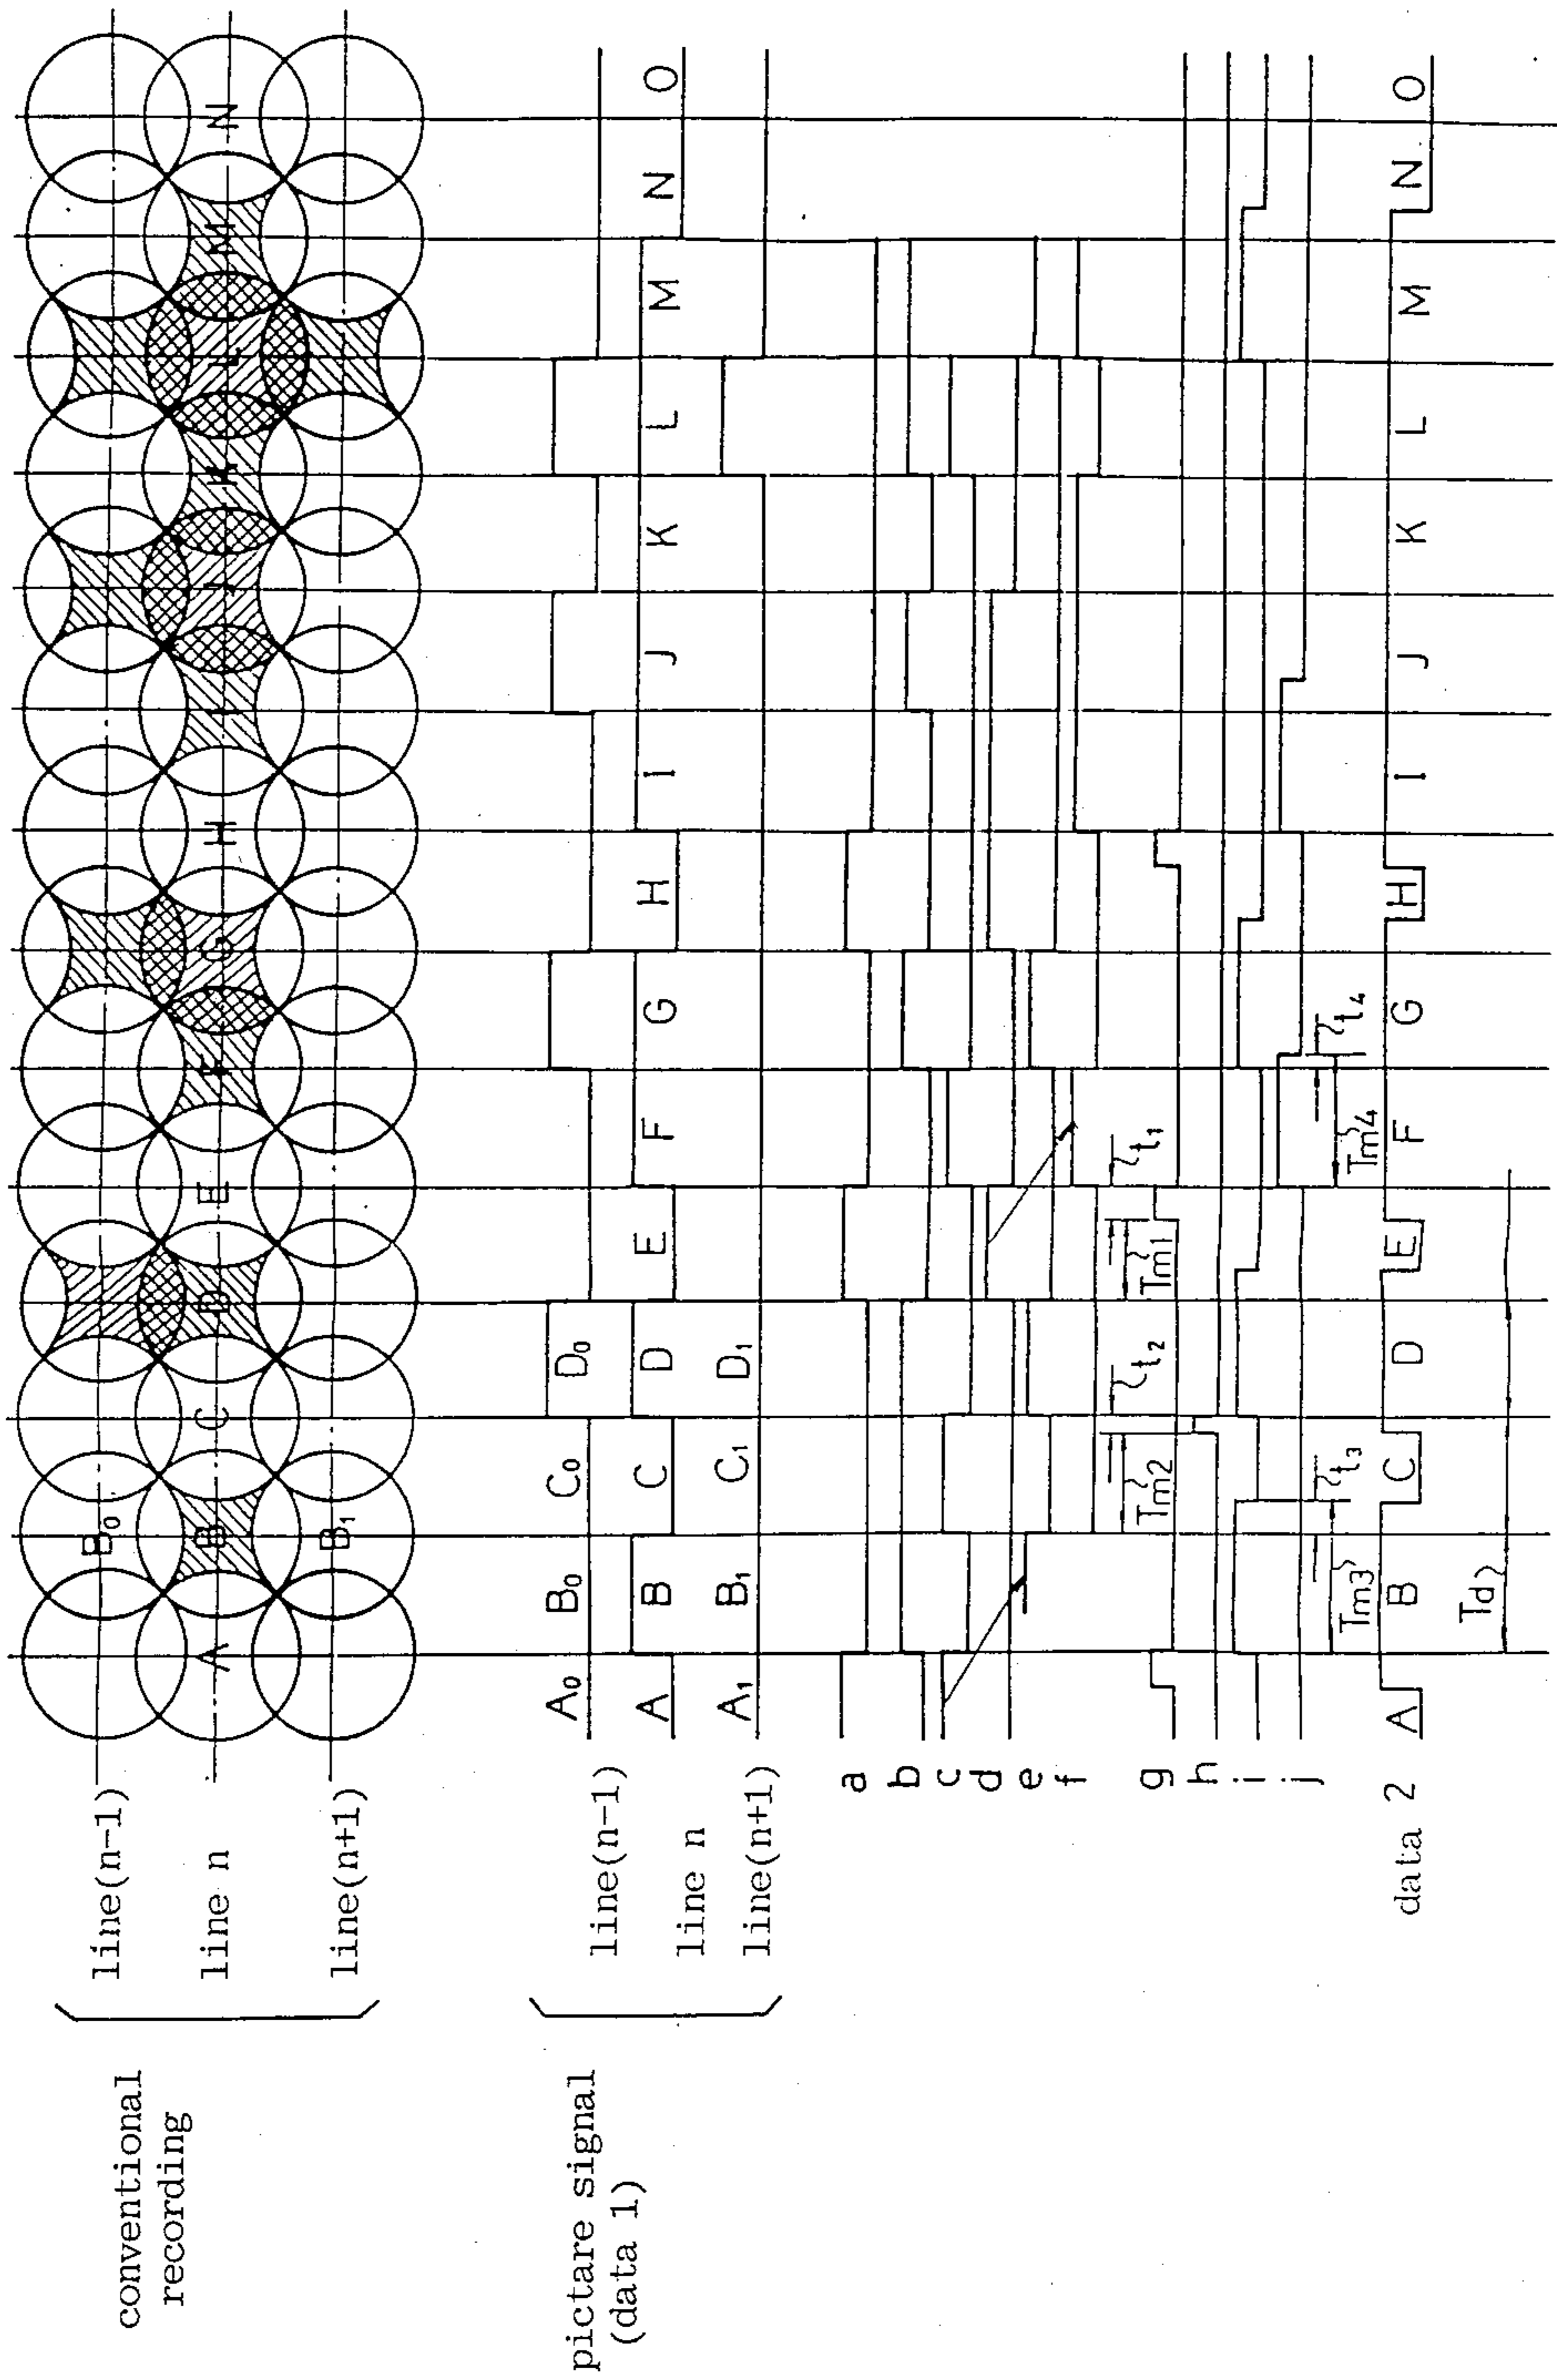 conventional
recording
line(n-1)
line n
line(n+1)
B₀
A B C D E F G H I J K L M N
B₁
pictare signal
(data 1)
line(n-1)
A₀ B₀ C₀ D₀
line n
A B C D E F G H I J K L M N O
line(n+1)
A₁ B₁ C₁ D₁
a
b
c
d
e
f
t₂ t₁
Tm2 Tm1
g
h
i
j
t₃ t₄
Tm3 Tm4
data 2
A B C D E F G H I J K L M N O
Td